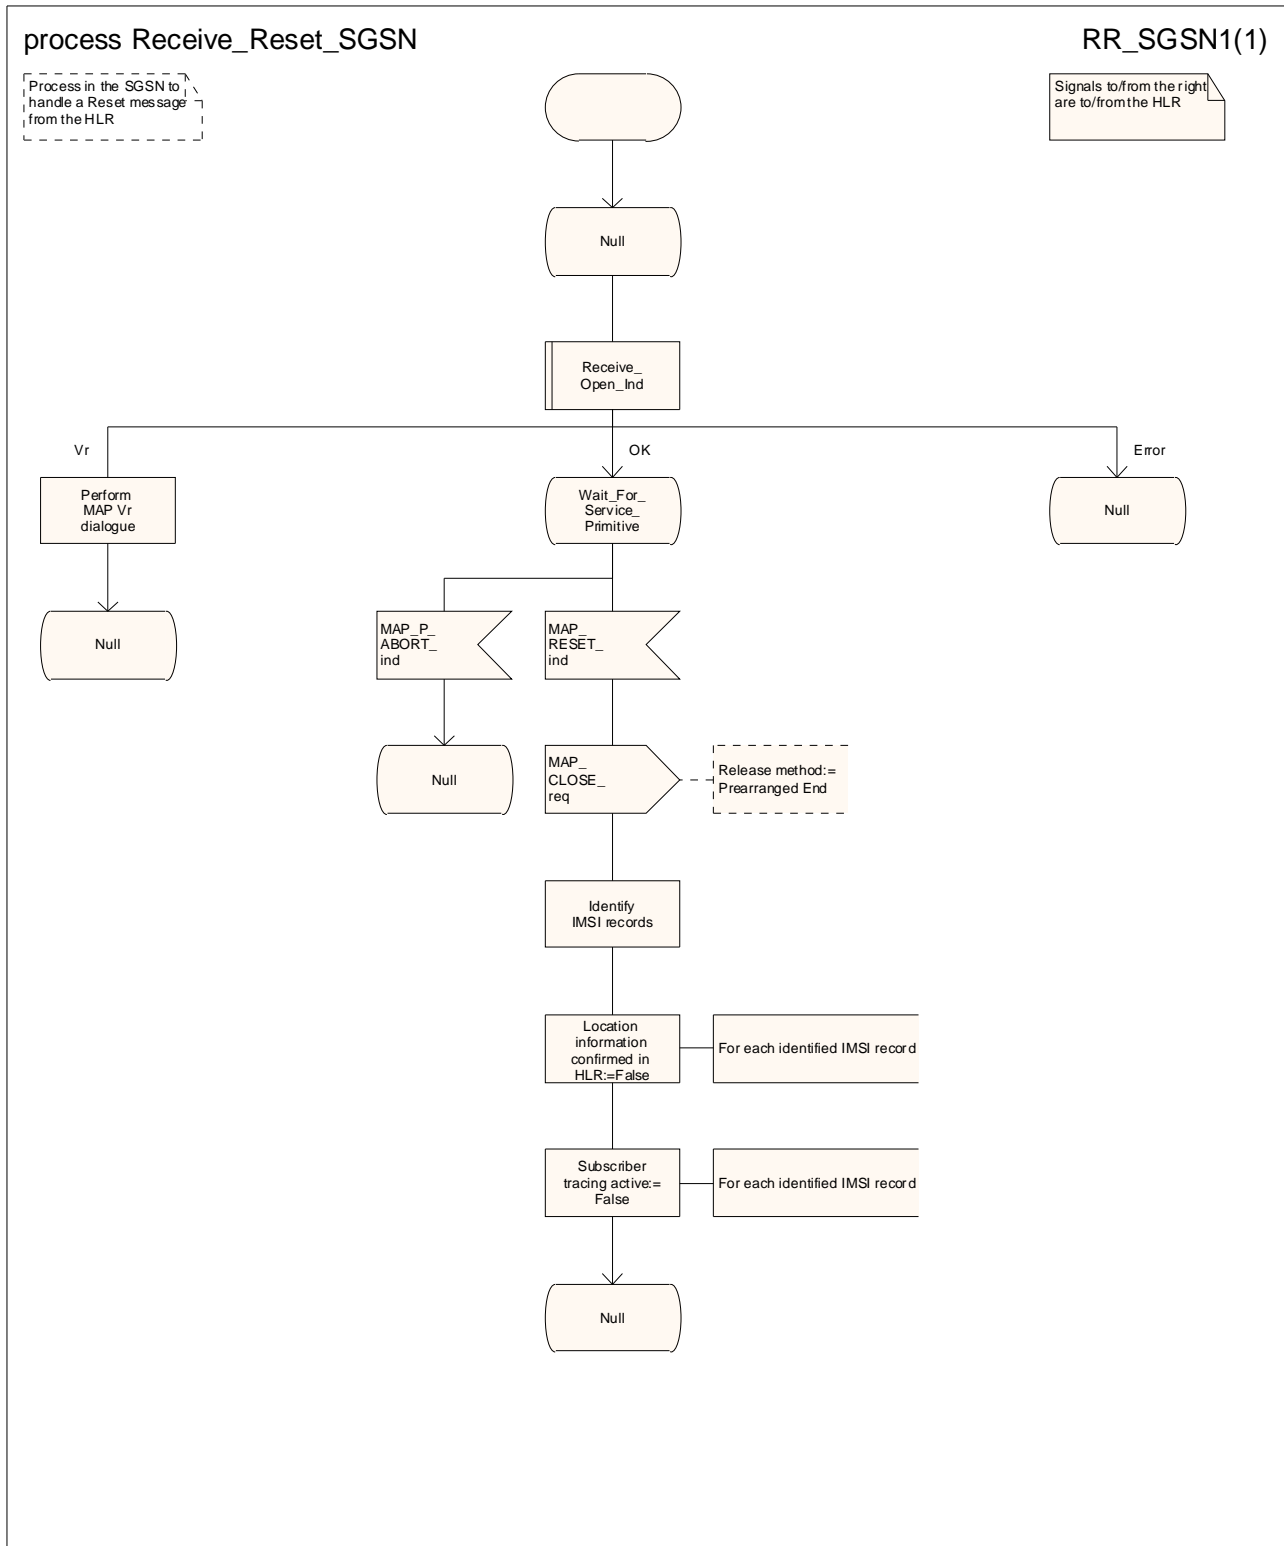 process Receive_Reset_SGSN
RR_SGSN1(1)
Process in the SGSN to
handle a Reset message
from the HLR
Signals to/from the right
are to/from the HLR
Null
Receive_
Open_Ind
Vr
OK
Error
Perform
MAP Vr
dialogue
Wait_For_
Service_
Primitive
Null
Null
MAP_P_
ABORT_
ind
MAP_
RESET_
ind
Null
MAP_
CLOSE_
req
Release method:=
Prearranged End
Identify
IMSI records
Location
information
confirmed in
HLR:=False
For each identified IMSI record
Subscriber
tracing active:=
False
For each identified IMSI record
Null